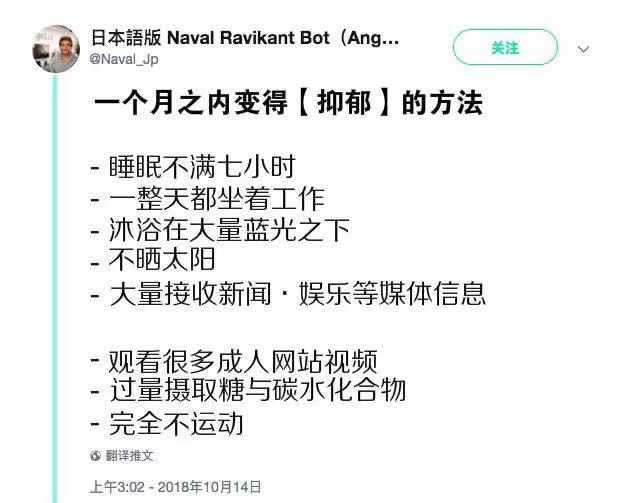 日本語版 Naval Ravikant Bot（Ang...
@Naval_Jp
关注
一个月之内变得【抑郁】的方法
- 睡眠不满七小时
- 一整天都坐着工作
- 沐浴在大量蓝光之下
- 不晒太阳
- 大量接收新闻·娱乐等媒体信息
- 观看很多成人网站视频
- 过量摄取糖与碳水化合物
- 完全不运动
翻译推文
上午3:02 - 2018年10月14日